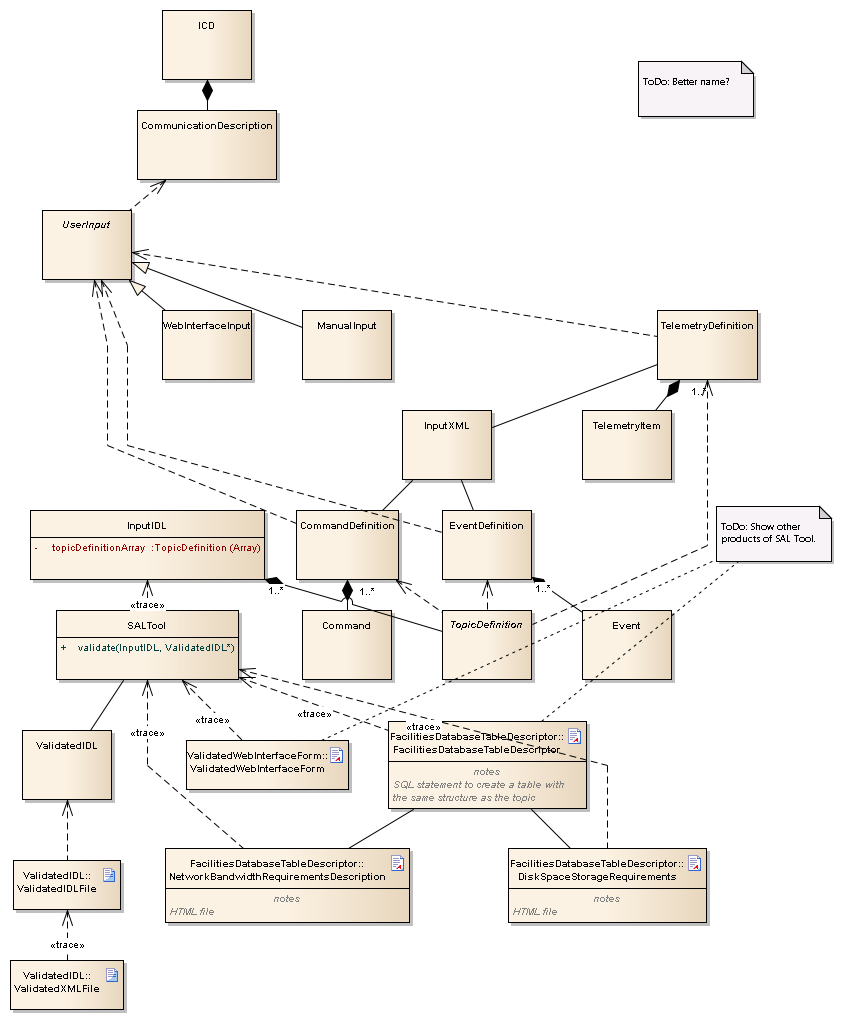 ICD
ToDo: Better name?
CommunicationDescription
UserInput
WebInterfaceInput
ManualInput
TelemetryDefinition
1..*
InputXML
TelemetryItem
InputIDL
- topicDefinitionArray :TopicDefinition (Array)
CommandDefinition
EventDefinition
ToDo: Show other
products of SAL Tool.
1..*
1..*
1..*
«trace»
SALTool
+ validate(InputIDL, ValidatedIDL*)
Command
TopicDefinition
Event
«trace»
«trace»
«trace»
«trace»
ValidatedIDL
ValidatedWebInterfaceForm::
ValidatedWebInterfaceForm
FacilitiesDatabaseTableDescriptor::
FacilitiesDatabaseTableDescriptor
notes
SQL statement to create a table with
the same structure as the topic
FacilitiesDatabaseTableDescriptor::
NetworkBandwidthRequirementsDescription
notes
HTML file
FacilitiesDatabaseTableDescriptor::
DiskSpaceStorageRequirements
notes
HTML file
ValidatedIDL::
ValidatedIDLFile
«trace»
ValidatedIDL::
ValidatedXMLFile